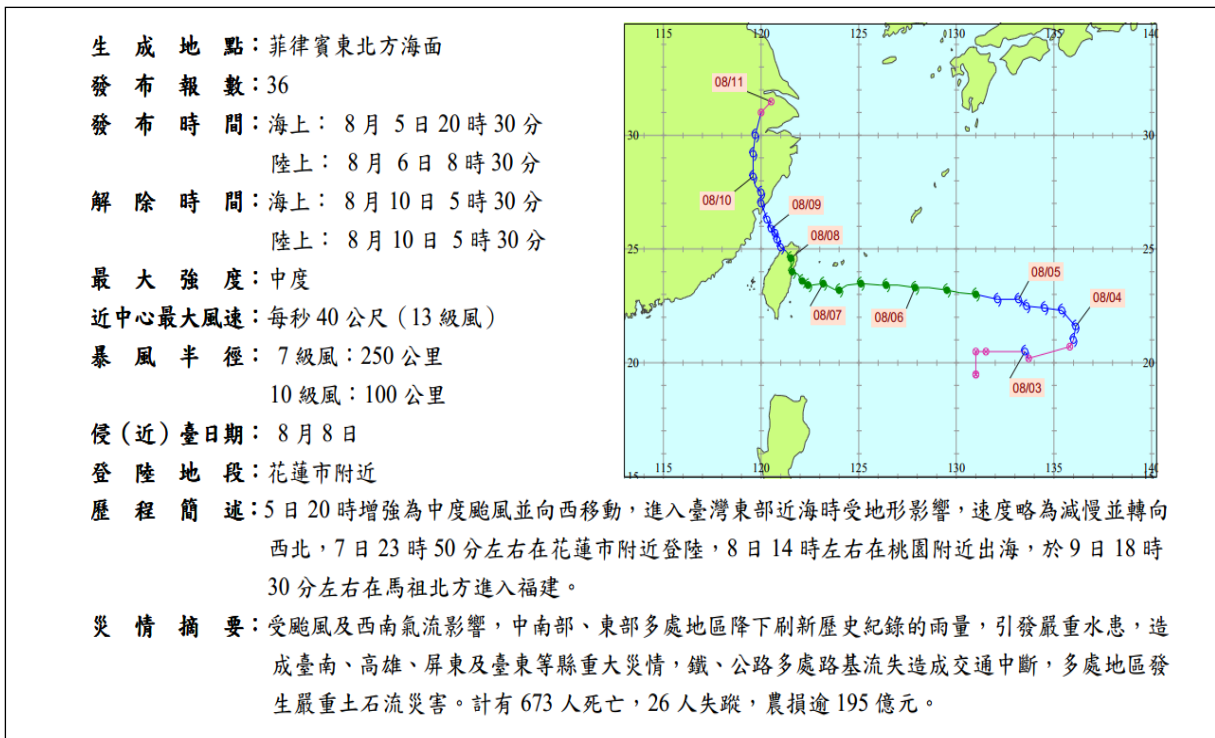 生成地點：菲律賓東北方海面
發布報數：36
發布時間：海上： 8月 5日20時30分
陸上： 8月 6日 8時30分
解除時間：海上： 8月10日 5時30分
陸上： 8月10日 5時30分
最大強度：中度
近中心最大風速：每秒40公尺（13級風）
暴風半徑： 7級風：250公里
10級風：100公里
侵（近）臺日期： 8月8日
登陸地段：花蓮市附近
歷程簡述：5日20時增強為中度颱風並向西移動，進入臺灣東部近海時受地形影響，速度略為減慢並轉向
西北，7日23時50分左右在花蓮市附近登陸，8日14時左右在桃園附近出海，於9日18時
30分左右在馬祖北方進入福建。
災情摘要：受颱風及西南氣流影響，中南部、東部多處地區降下刷新歷史紀錄的雨量，引發嚴重水患，造
成臺南、高雄、屏東及臺東等縣重大災情，鐵、公路多處路基流失造成交通中斷，多處地區發
生嚴重土石流災害。計有673人死亡，26人失蹤，農損逾195億元。
115 120 125 0130 135 140
08/11
30 30
08/10
08/09
08/08
25 25
08/05
08/04
08/07
08/06
20 20
08/03
15 115 120 125 130 135 140